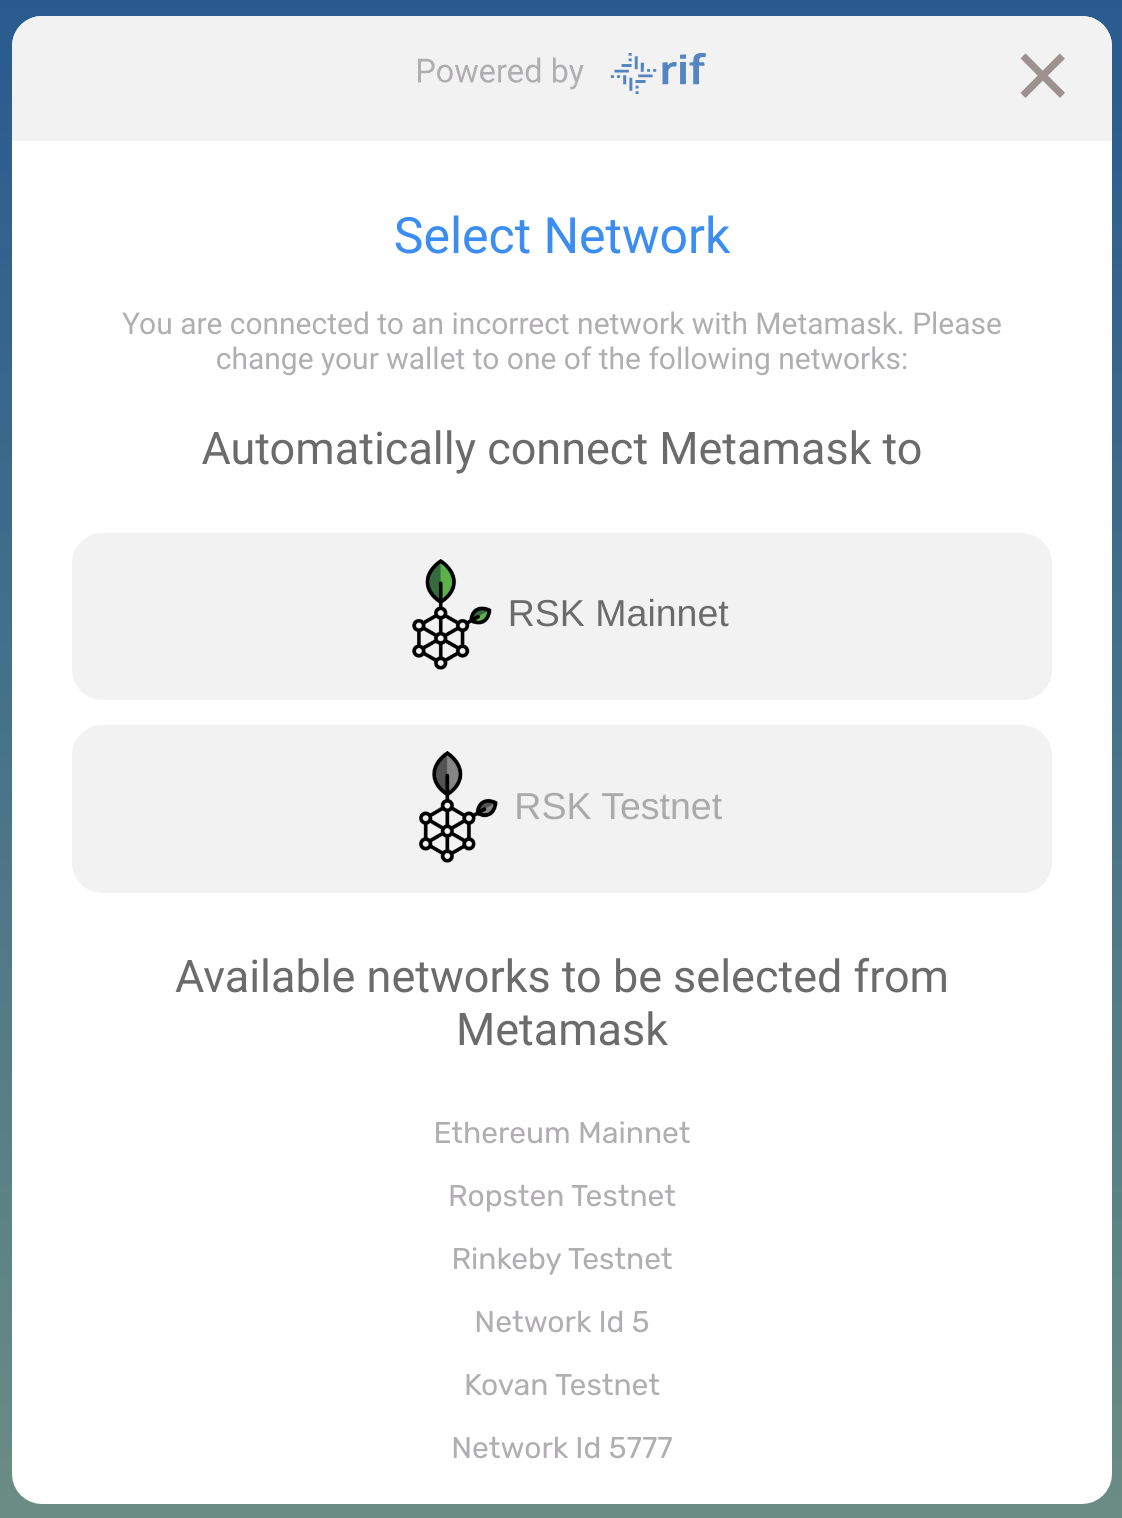 Powered by rif
Select Network
You are connected to an incorrect network with Metamask. Please
change your wallet to one of the following networks:
Automatically connect Metamask to
RSK Mainnet
RSK Testnet
Available networks to be selected from
Metamask
Ethereum Mainnet
Ropsten Testnet
Rinkeby Testnet
Network Id 5
Kovan Testnet
Network Id 5777